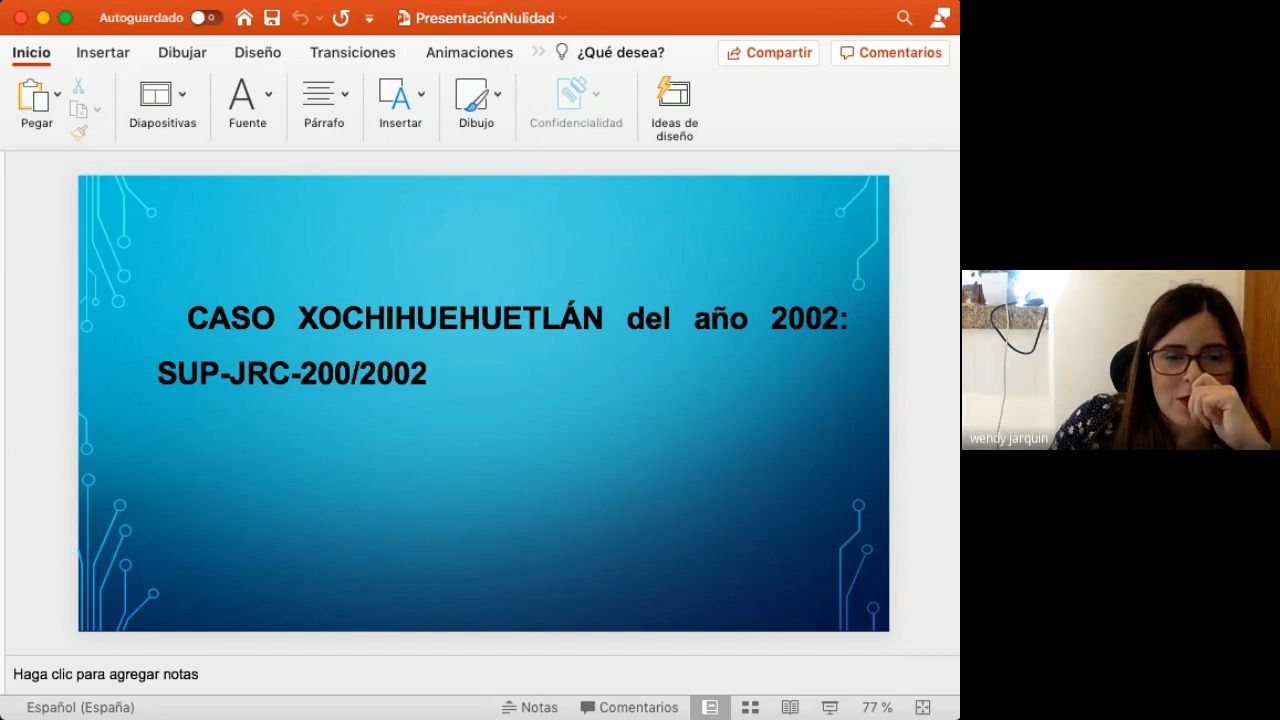 Autoguardado
PresentaciónNulidad
Inicio Insertar Dibujar Diseño Transiciones Animaciones ¿Qué desea? Compartir Comentarios
Pegar Diapositivas Fuente Párrafo Insertar Dibujo Confidencialidad Ideas de
diseño
CASO XOCHIHUEHUETLÁN del año 2002:
SUP-JRC-200/2002
wendy jarquin
Haga clic para agregar notas
Español (España) Notas Comentarios 77 %